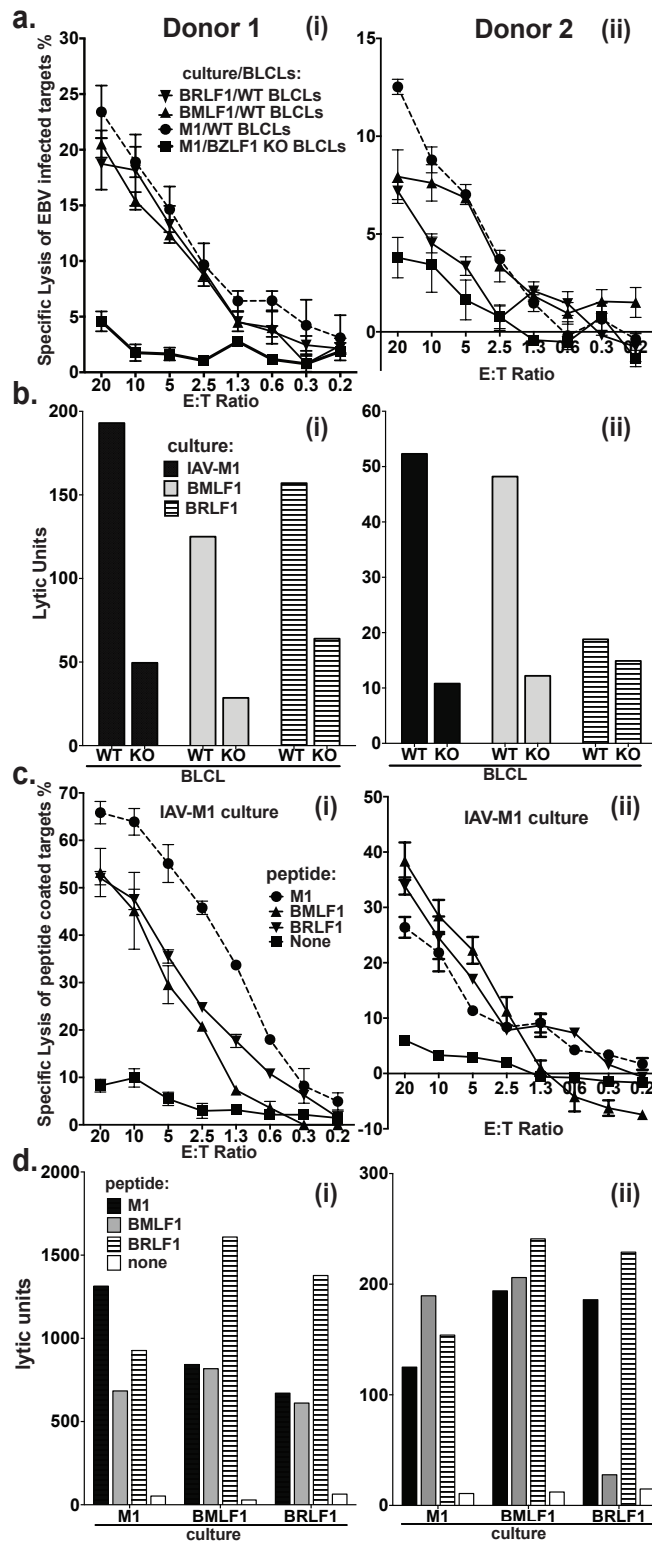 a.
Donor 1
(i)
Donor 2
(ii)
Specific Lysis of EBV infected targets %
30
25
20
15
10
5
0
culture/BLCLs:
BRLF1/WT BLCLs
BMLF1/WT BLCLs
M1/WT BLCLs
M1/BZLF1 KO BLCLs
20 10 5 2.5 1.3 0.6 0.3 0.2
E:T Ratio
15
10
5
0
20 10 5 2.5 1.3 0.6 0.3 0.2
E:T Ratio
b.
(i)
(ii)
Lytic Units
200
150
100
50
0
culture:
IAV-M1
BMLF1
BRLF1
WT KO WT KO WT KO
BLCL
60
50
40
30
20
10
0
WT KO WT KO WT KO
BLCL
c.
IAV-M1 culture
(i)
IAV-M1 culture
(ii)
Specific Lysis of peptide coated targets %
70
60
50
40
30
20
10
0
peptide:
M1
BMLF1
BRLF1
None
20 10 5 2.5 1.3 0.6 0.3 0.2
E:T Ratio
50
40
30
20
10
0
-10
20 10 5 2.5 1.3 0.6 0.3 0.2
E:T Ratio
d.
peptide:
(i)
(ii)
lytic units
1500
1000
500
0
2000
M1
BMLF1
BRLF1
none
M1 BMLF1 BRLF1
culture
300
200
100
0
M1 BMLF1 BRLF1
culture